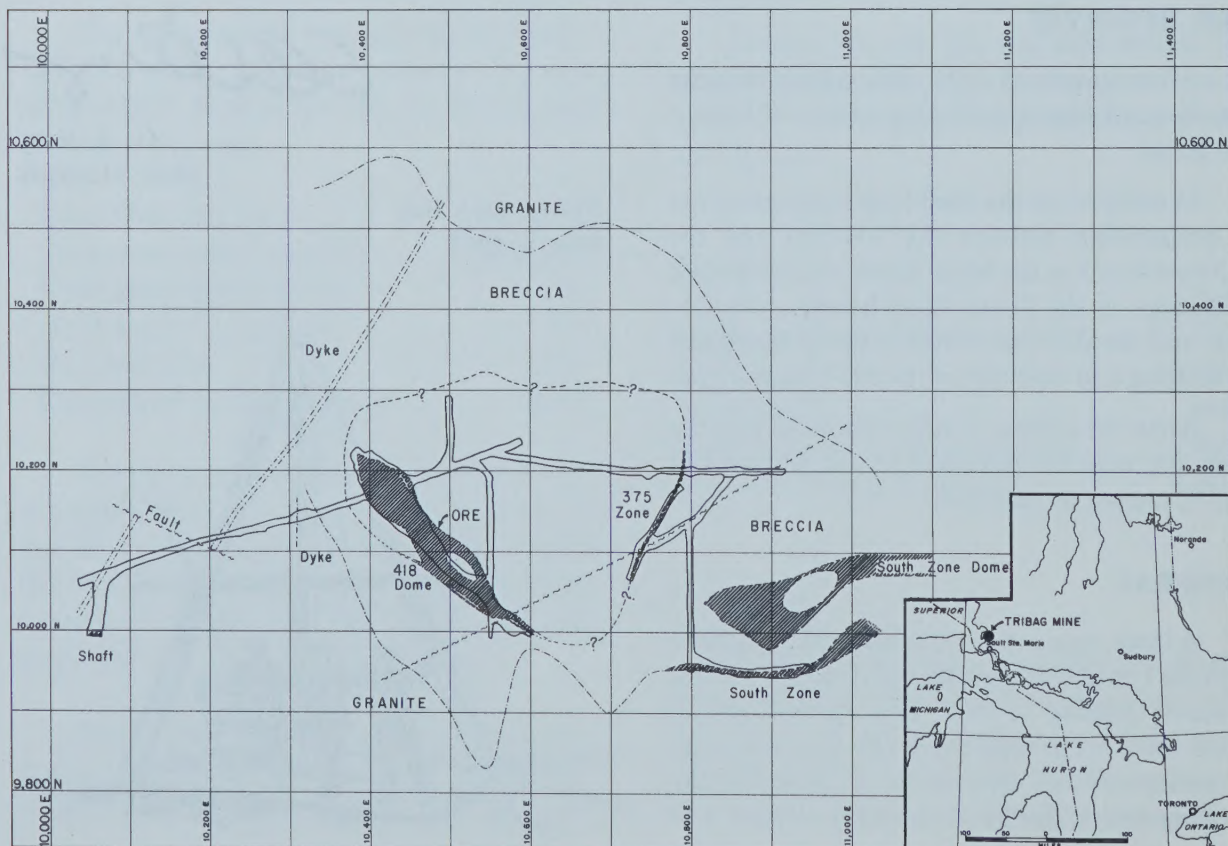 10,000 E
10,200 E
10,400 E
10,600 E
10,800 E
11,000 E
11,200 E
11,400 E
10,600 N
10,600 N
GRANITE
BRECCIA
10,400 N
10,400 N
Dyke
?
?
?
10,200 N
10,200 N
375
Zone
Fault
ORE
BRECCIA
Dyke
418
Dome
South Zone Dome
?
Noranda
SUPERIOR
TRIBAG MINE
Sault Ste. Marie
Sudbury
10,000 N
?
Shaft
South Zone
GRANITE
LAKE
MICHIGAN
LAKE
HURON
9,800 N
TORONTO
LAKE
ONTARIO
100 50 0 100
MILES
10,000 E
10,200 E
10,400 E
10,600 E
10,800 E
11,000 E